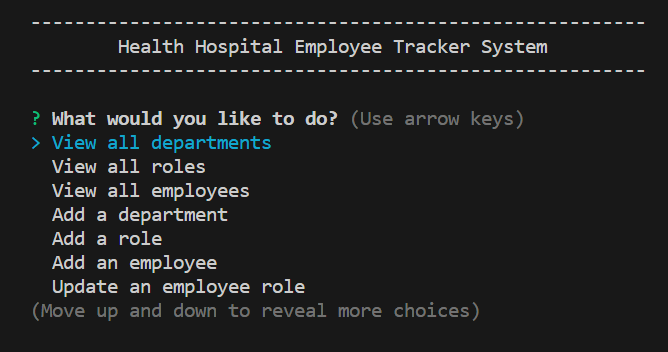 --------------------------------------------------------
Health Hospital Employee Tracker System
--------------------------------------------------------
? What would you like to do? (Use arrow keys)
> View all departments
View all roles
View all employees
Add a department
Add a role
Add an employee
Update an employee role
(Move up and down to reveal more choices)